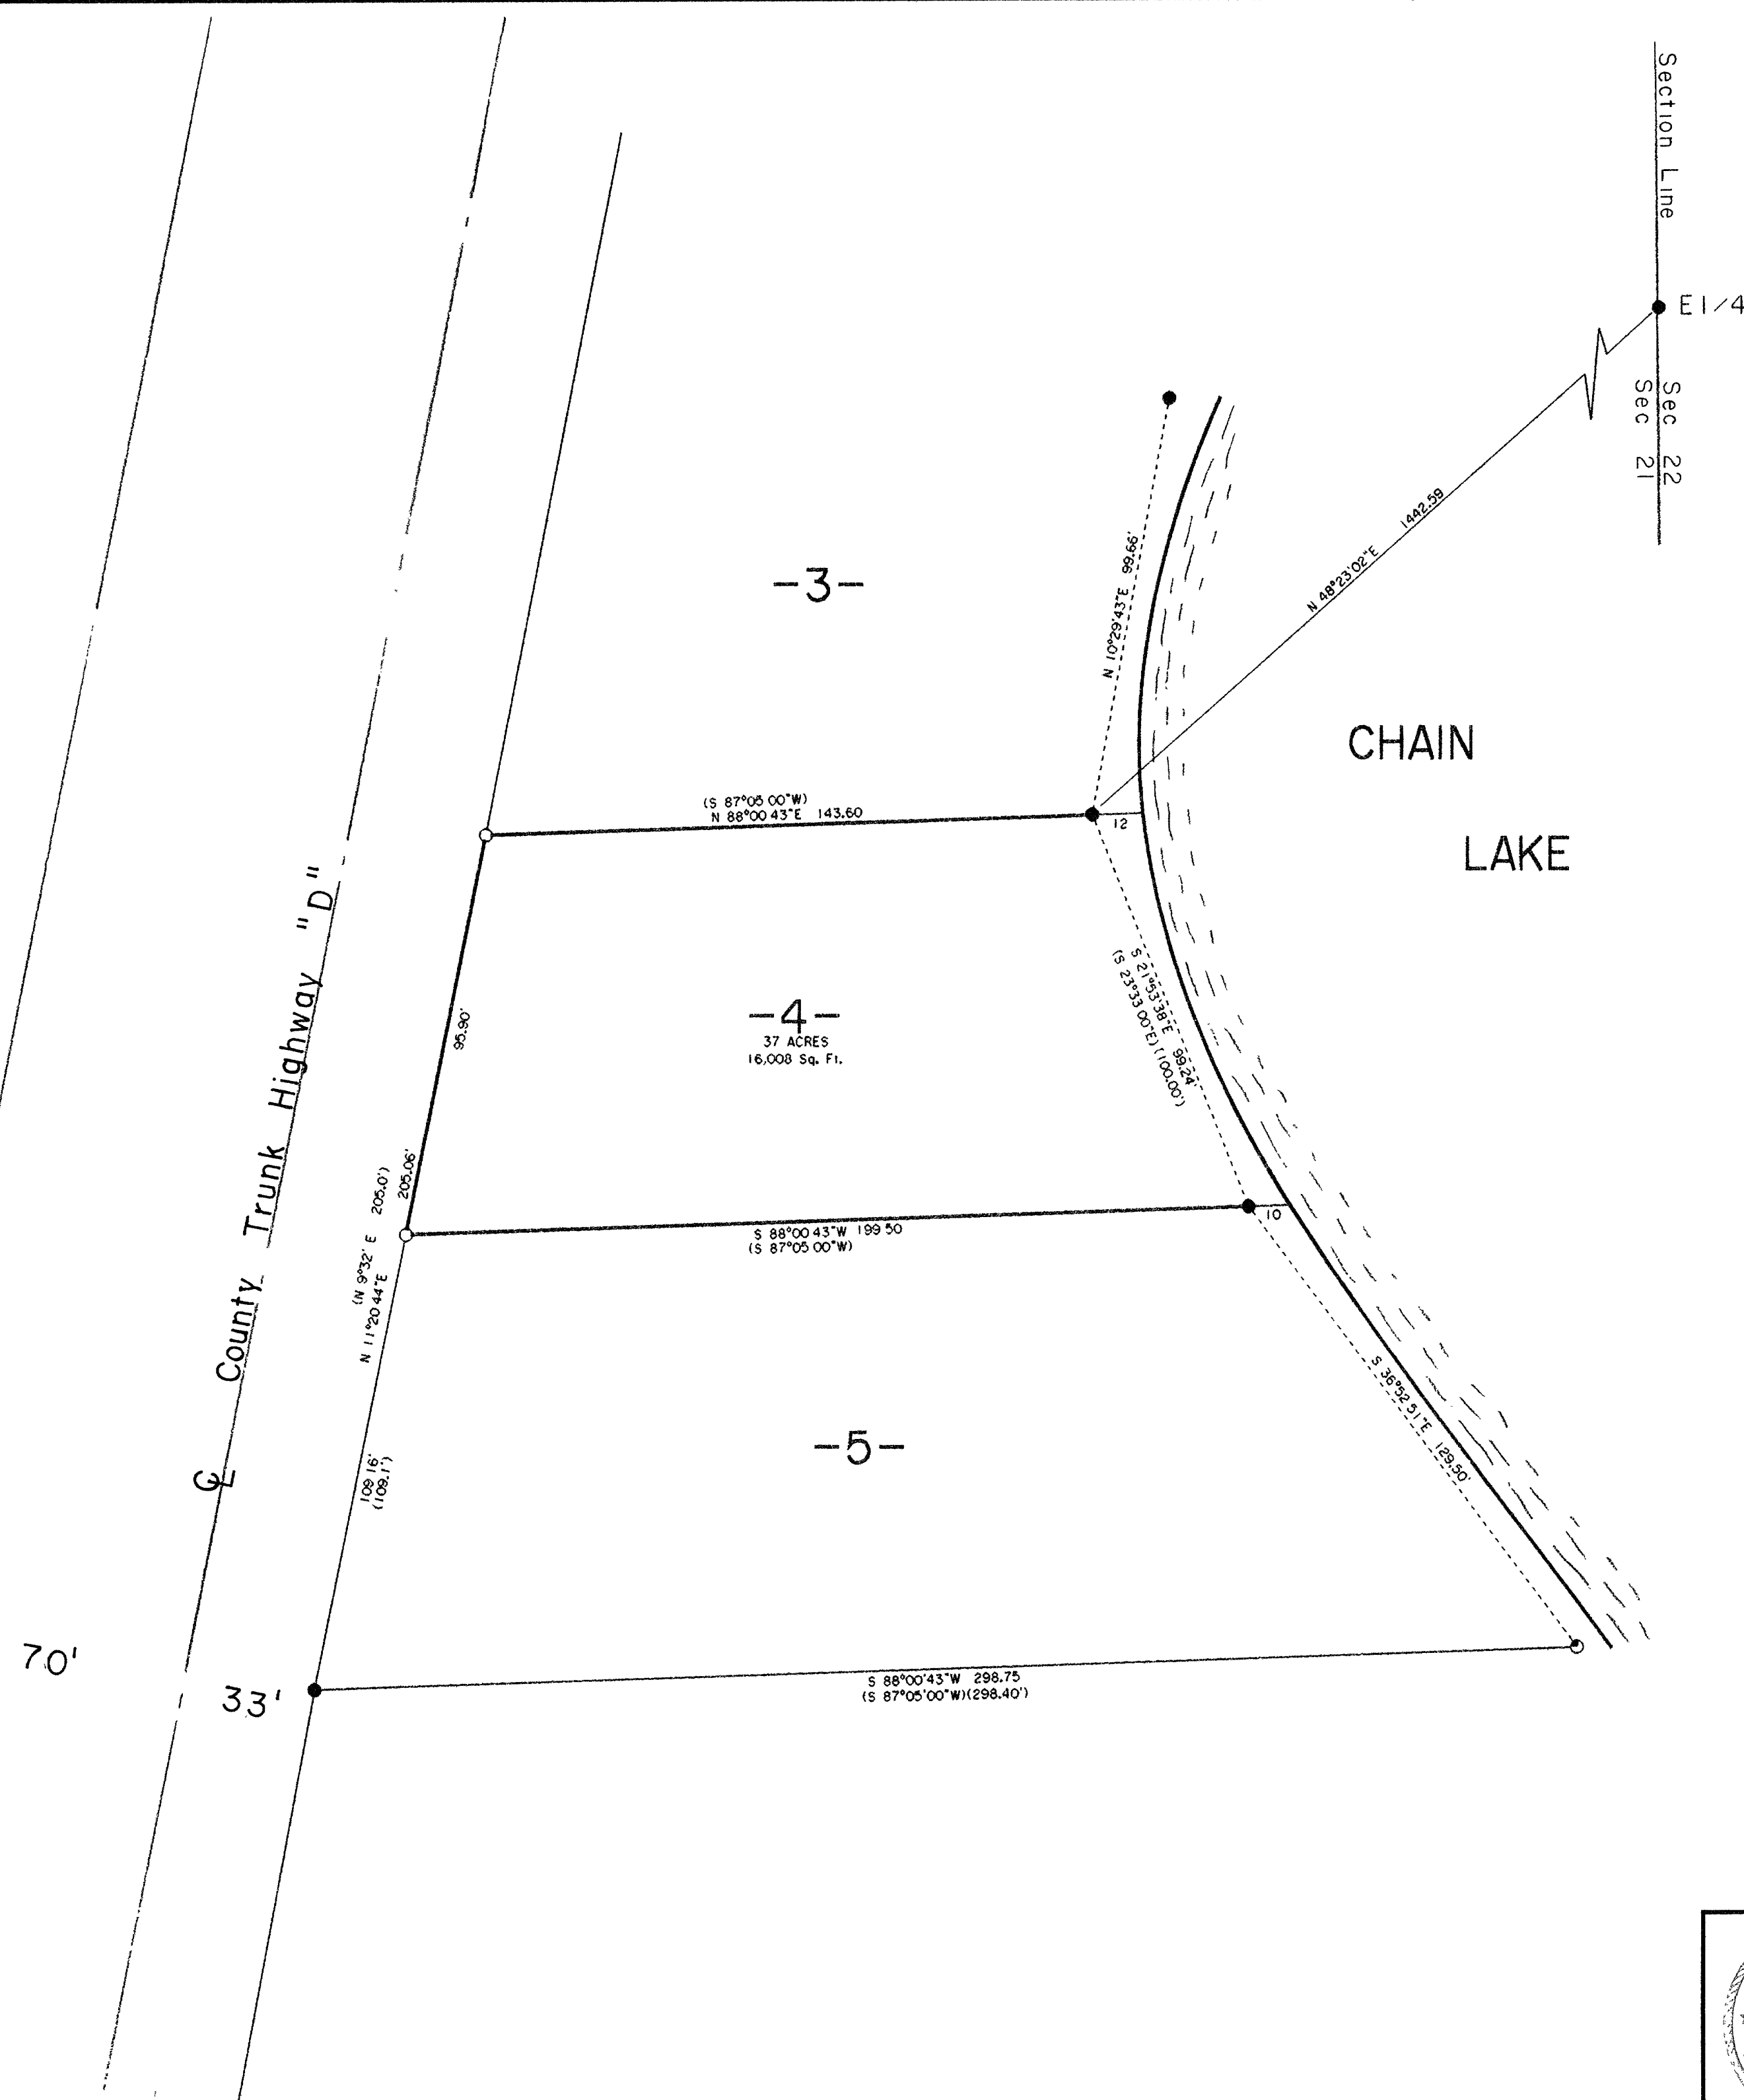 Section Line
E1/4
Sec 22
Sec 21
1442.59
N 48°23'02"E
N 10°29'43"E 99.66'
-3-
CHAIN
LAKE
(S 87°05 00"W)
N 88°00 43"E 143.60
12
County Trunk Highway "D"
95.90'
-4-
37 ACRES
16,008 Sq. Ft.
S 21°53'38"E 99.24'
(S 23°33 00"E) (100.00')
205.06'
(N 9°32' E 205.0')
N 11°20 44"E
S 88°00 43"W 199 50
(S 87°05 00"W)
10
-5-
S 36°52 51"E 129.50'
109 16'
(109.1')
CL
70'
33'
S 88°00'43"W 298.75
(S 87°05'00"W)(298.40')